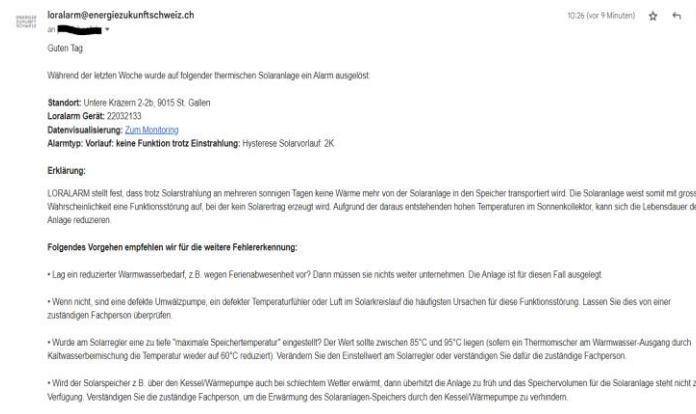 ENERGIE ZUKUNFT SCHWEIZ
loralarm@energiezukunftschweiz.ch
10:26 (vor 9 Minuten)
an
Guten Tag
Während der letzten Woche wurde auf folgender thermischen Solaranlage ein Alarm ausgelöst:
Standort: Untere Kräzern 2-2b, 9015 St. Gallen
Loralarm Gerät: 22032133
Datenvisualisierung: Zum Monitoring
Alarmtyp: Vorlauf: keine Funktion trotz Einstrahlung: Hysterese Solarvorlauf: 2K
Erklärung:
LORALARM stellt fest, dass trotz Solarstrahlung an mehreren sonnigen Tagen keine Wärme mehr von der Solaranlage in den Speicher transportiert wird. Die Solaranlage weist somit mit gross
Wahrscheinlichkeit eine Funktionsstörung auf, bei der kein Solarertrag erzeugt wird. Aufgrund der daraus entstehenden hohen Temperaturen im Sonnenkollektor, kann sich die Lebensdauer de
Anlage reduzieren.
Folgendes Vorgehen empfehlen wir für die weitere Fehlererkennung:
• Lag ein reduzierter Warmwasserbedarf, z.B. wegen Ferienabwesenheit vor? Dann müssen sie nichts weiter unternehmen. Die Anlage ist für diesen Fall ausgelegt.
• Wenn nicht, sind eine defekte Umwälzpumpe, ein defekter Temperaturfühler oder Luft im Solarkreislauf die häufigsten Ursachen für diese Funktionsstörung. Lassen Sie dies von einer
zuständigen Fachperson überprüfen.
• Wurde am Solarregler eine zu tiefe "maximale Speichertemperatur" eingestellt? Der Wert sollte zwischen 85°C und 95°C liegen (sofern ein Thermomischer am Warmwasser-Ausgang durch
Kaltwasserbeimischung die Temperatur wieder auf 60°C reduziert). Verändern Sie den Einstellwert am Solarregler oder verständigen Sie dafür die zuständige Fachperson.
• Wird der Solarspeicher z.B. über den Kessel/Wärmepumpe auch bei schlechtem Wetter erwärmt, dann überhitzt die Anlage zu früh und das Speichervolumen für die Solaranlage steht nicht z
Verfügung. Verständigen Sie die zuständige Fachperson, um die Erwärmung des Solaranlagen-Speichers durch den Kessel/Wärmepumpe zu verhindern.